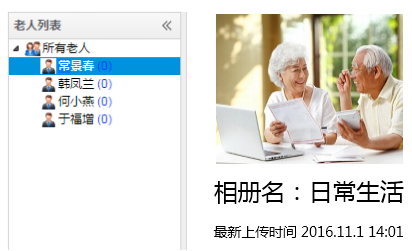 老人列表
所有老人
常景春 (0)
韩凤兰 (0)
何小燕 (0)
于福增 (0)
相册名：日常生活
最新上传时间 2016.11.1 14:01